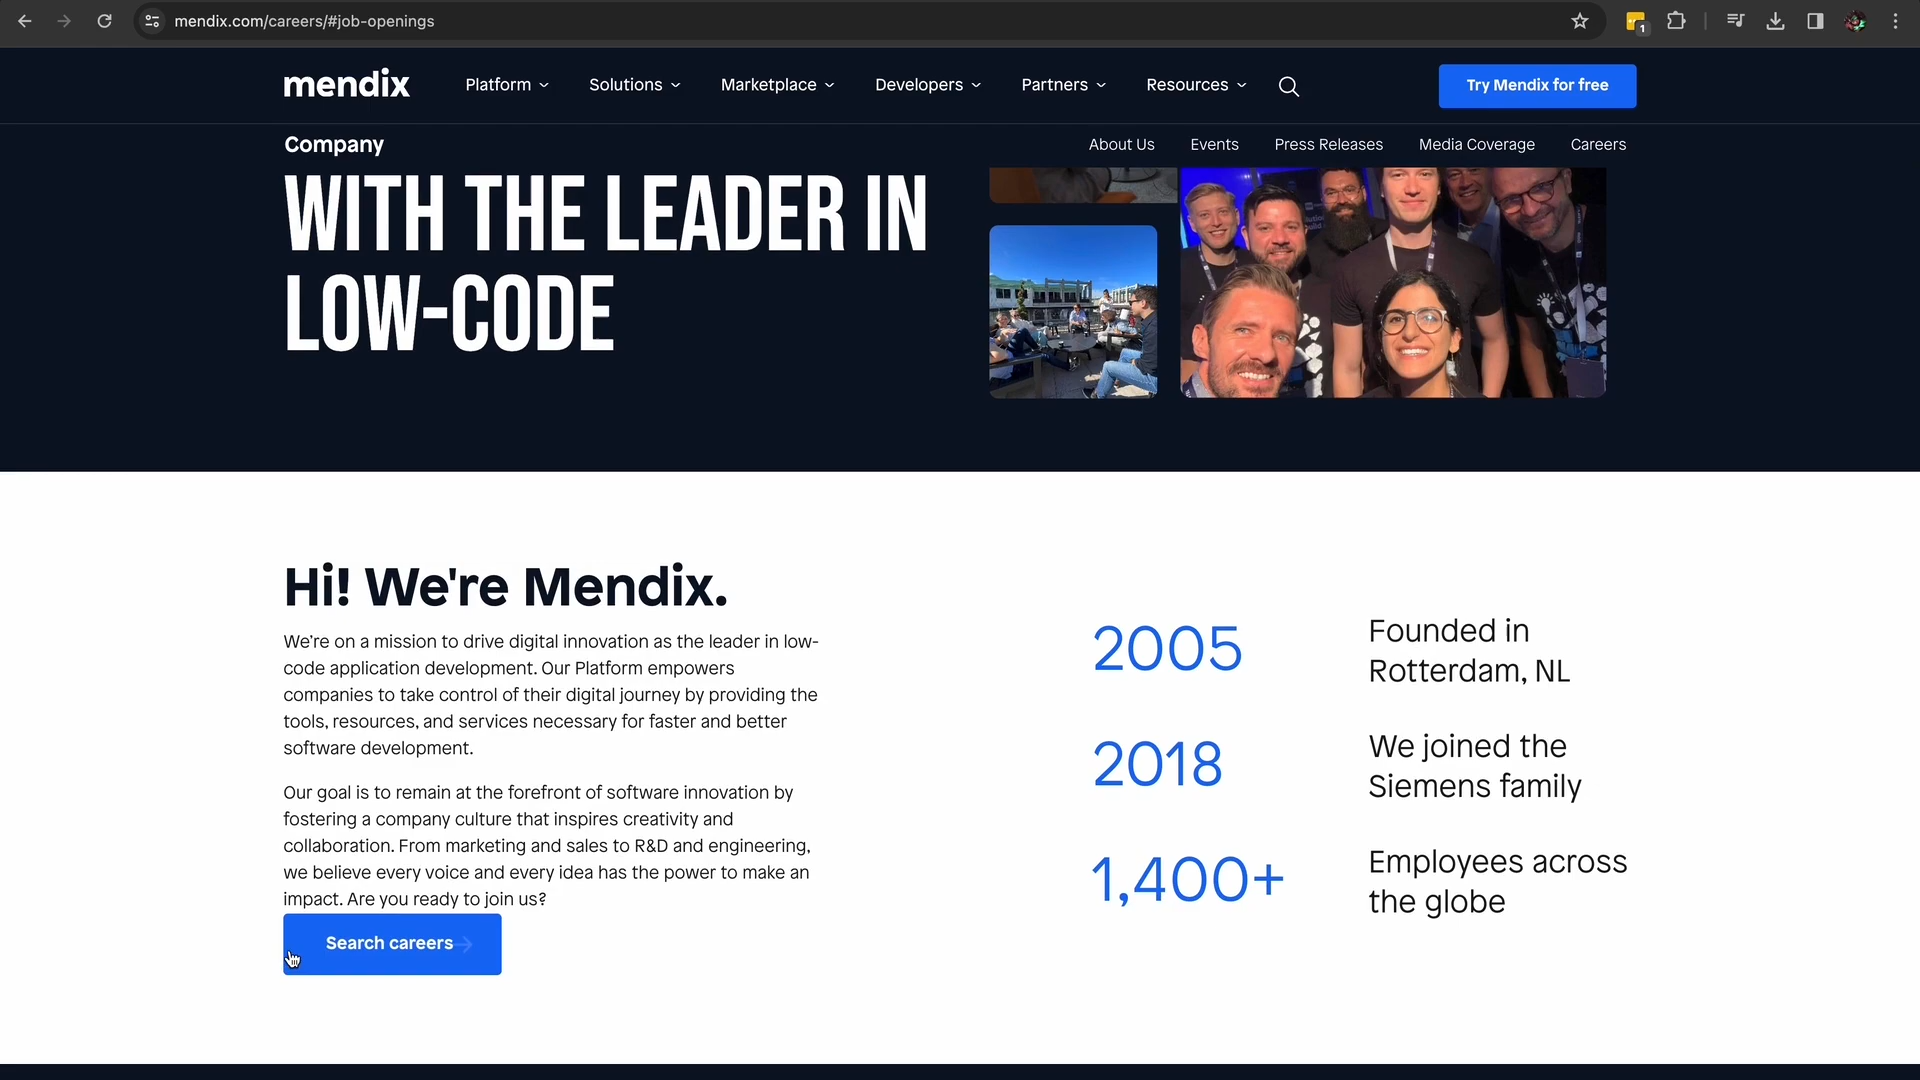 mendix.com/careers/#job-openings
1
mendix
Platform
Solutions
Marketplace
Developers
Partners
Resources
Try Mendix for free
Company
About Us
Events
Press Releases
Media Coverage
Careers
WITH THE LEADER IN
LOW-CODE
Hi! We're Mendix.
We're on a mission to drive digital innovation as the leader in low-
code application development. Our Platform empowers
companies to take control of their digital journey by providing the
tools, resources, and services necessary for faster and better
software development.
Our goal is to remain at the forefront of software innovation by
fostering a company culture that inspires creativity and
collaboration. From marketing and sales to R&D and engineering,
we believe every voice and every idea has the power to make an
impact. Are you ready to join us?
Search careers
2005
Founded in
Rotterdam, NL
2018
We joined the
Siemens family
1,400+
Employees across
the globe